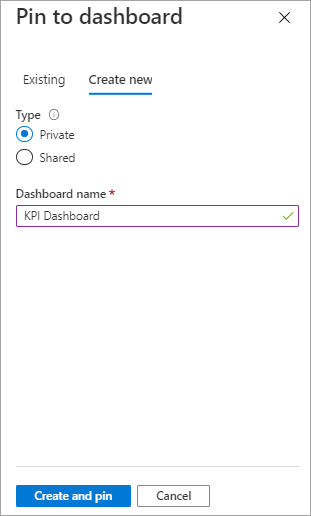 Pin to dashboard
Existing Create new
Type
Private
Shared
Dashboard name *
KPI Dashboard
Create and pin Cancel